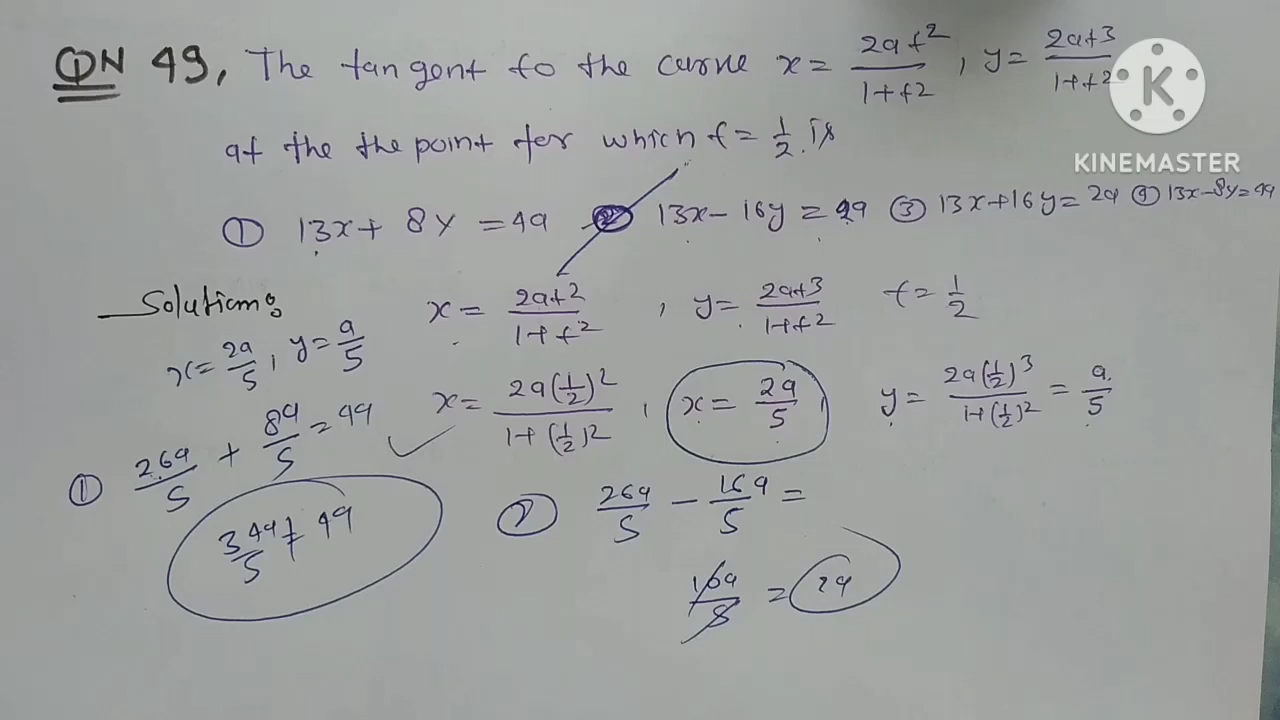 QN 49, The tangent to the curve x = 2at²/1+t², y = 2at3/1+t²
K
KINEMASTER
at the the point for which t = 1/2. is
① 13x + 8y = 4a ② 13x - 16y = 2a ③ 13x + 16y = 2a ④ 13x - 8y = 4a
Solution: x = 2at2/1+t², y = 2at3/1+t2 t = 1/2
x = 2a/5, y = a/5
x = 2a(1/2)²/1+(1/2)2, x = 2a/5 y = 2a(1/2)³/1+(1/2)2 = a/5
① 26a/5 + 8a/5 = 4a
34a/5 ≠ 4a
② 26a/5 - 16a/5 =
10a/5 = 2a